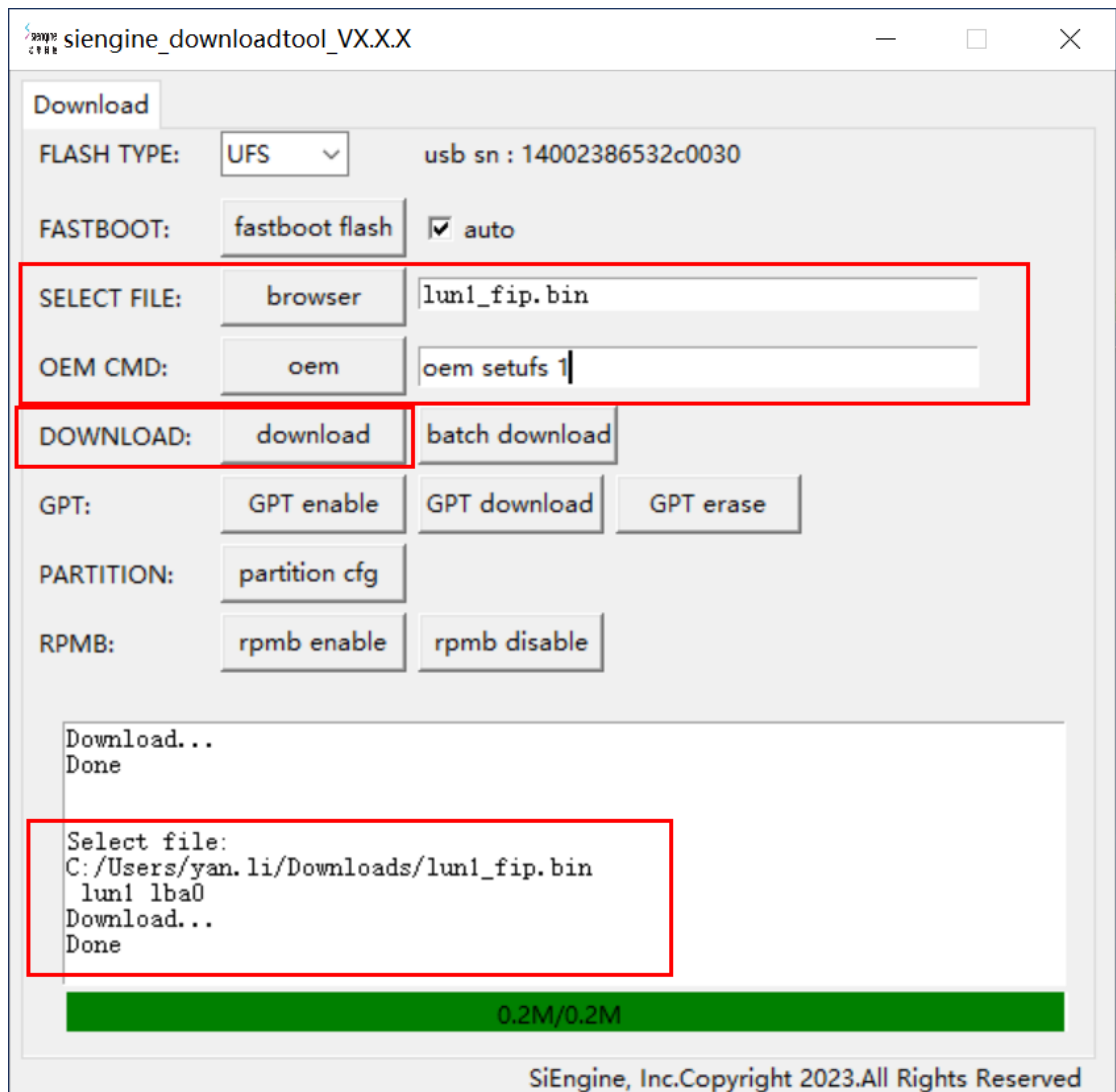 siengine_downloadtool_VX.X.X
Download
FLASH TYPE: UFS usb sn : 14002386532c0030
FASTBOOT: fastboot flash auto
SELECT FILE: browser lun1_fip.bin
OEM CMD: oem oem setufs 1
DOWNLOAD: download batch download
GPT: GPT enable GPT download GPT erase
PARTITION: partition cfg
RPMB: rpmb enable rpmb disable
Download...
Done
Select file:
C:/Users/yan.li/Downloads/lun1_fip.bin
lun1 lba0
Download...
Done
0.2M/0.2M
SiEngine, Inc.Copyright 2023.All Rights Reserved